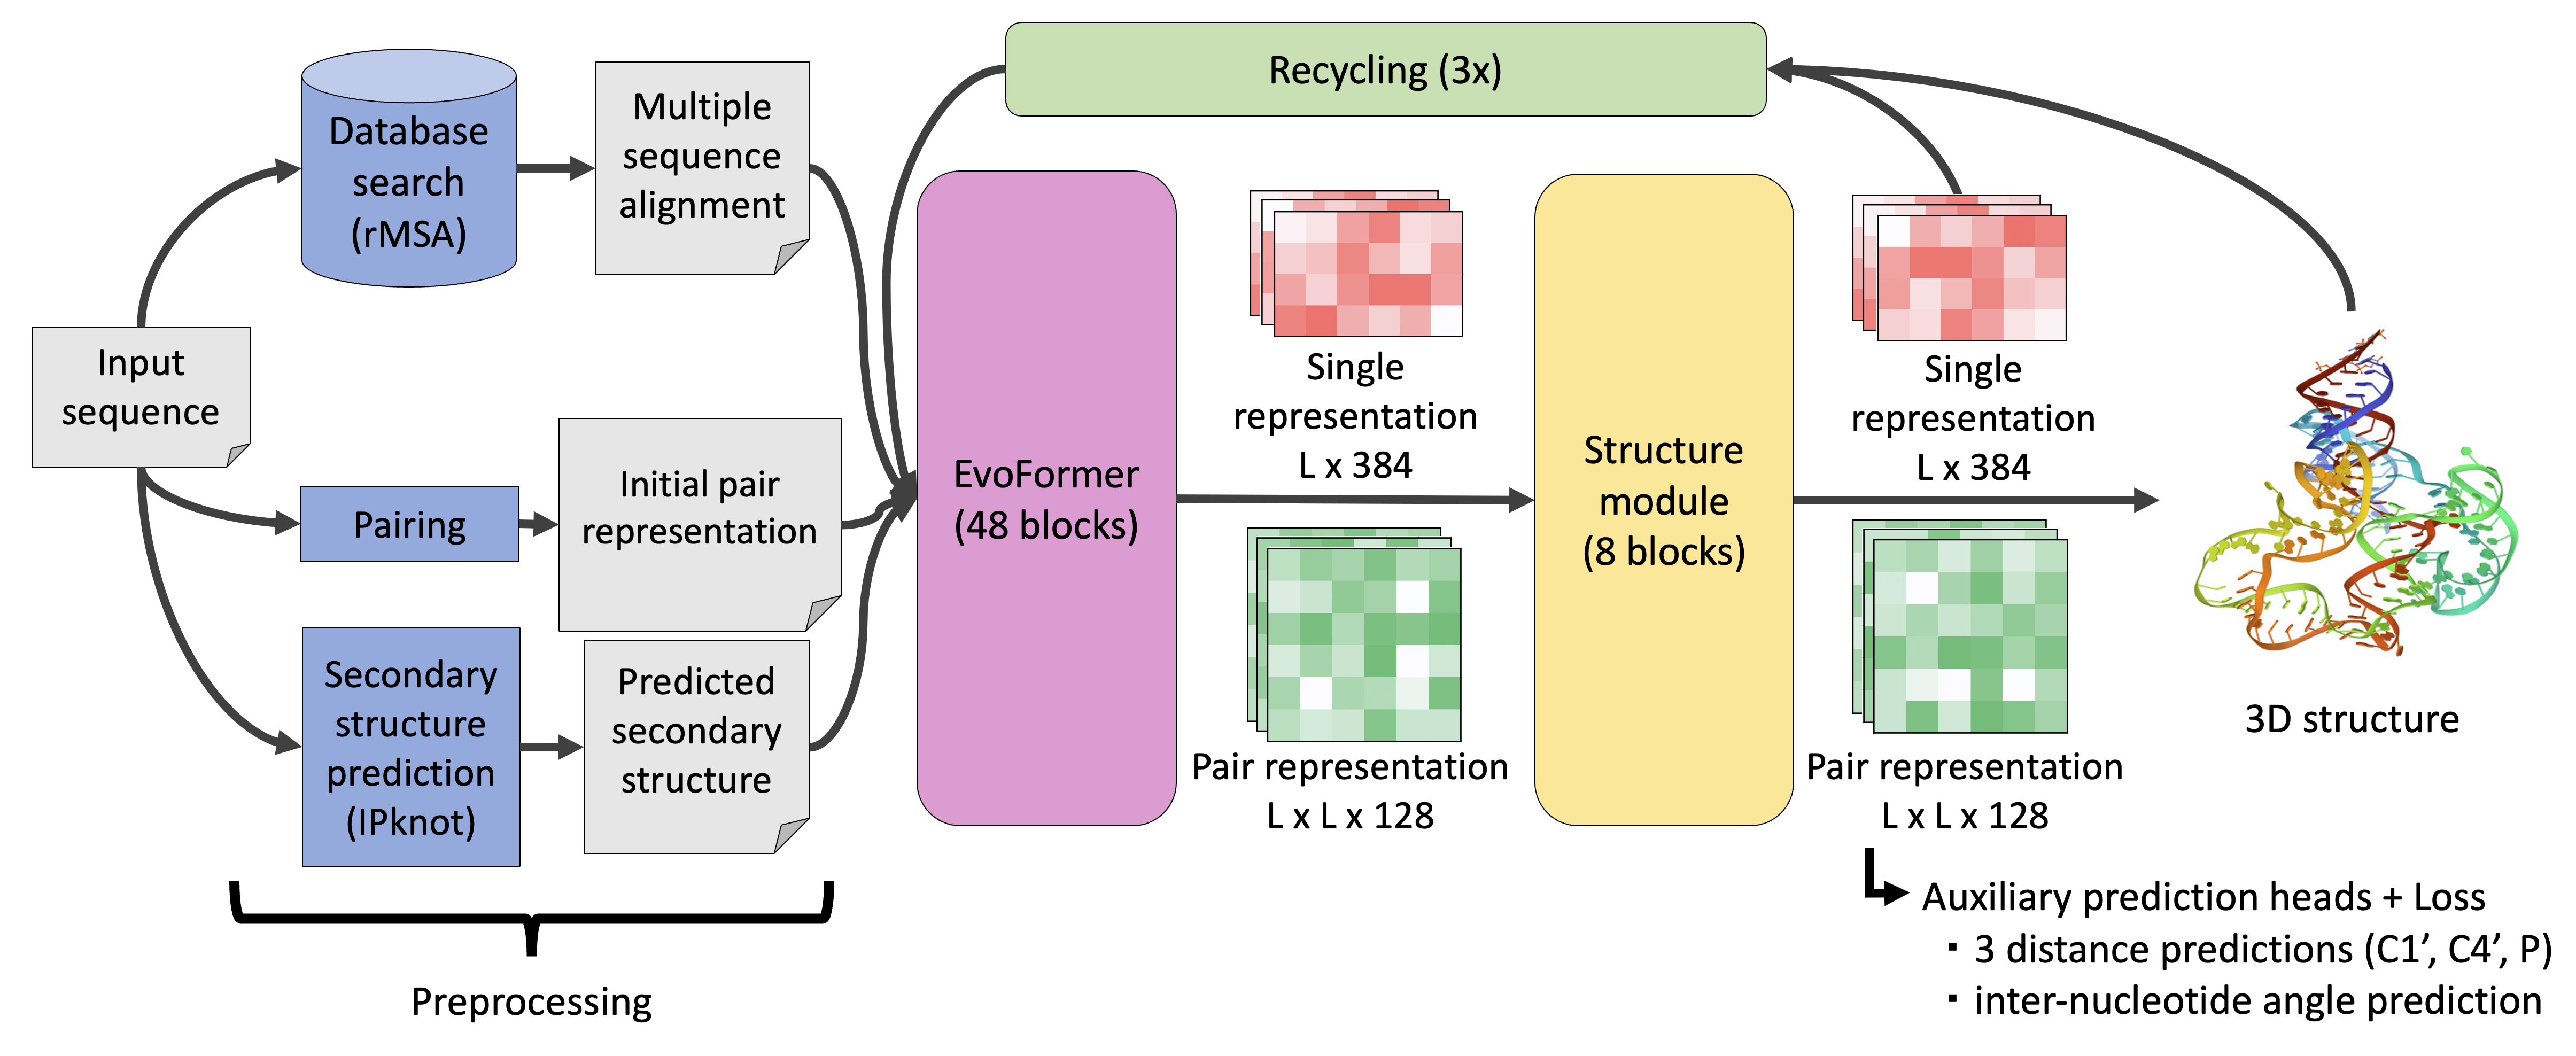 Recycling (3x)
Database
search
(rMSA)
Multiple
sequence
alignment
Input
sequence
Pairing
Initial pair
representation
Secondary
structure
prediction
(IPknot)
Predicted
secondary
structure
Preprocessing
EvoFormer
(48 blocks)
Single
representation
L x 384
Pair representation
L x L x 128
Structure
module
(8 blocks)
Single
representation
L x 384
Pair representation
L x L x 128
3D structure
Auxiliary prediction heads + Loss
・3 distance predictions (C1’, C4’, P)
・inter-nucleotide angle prediction